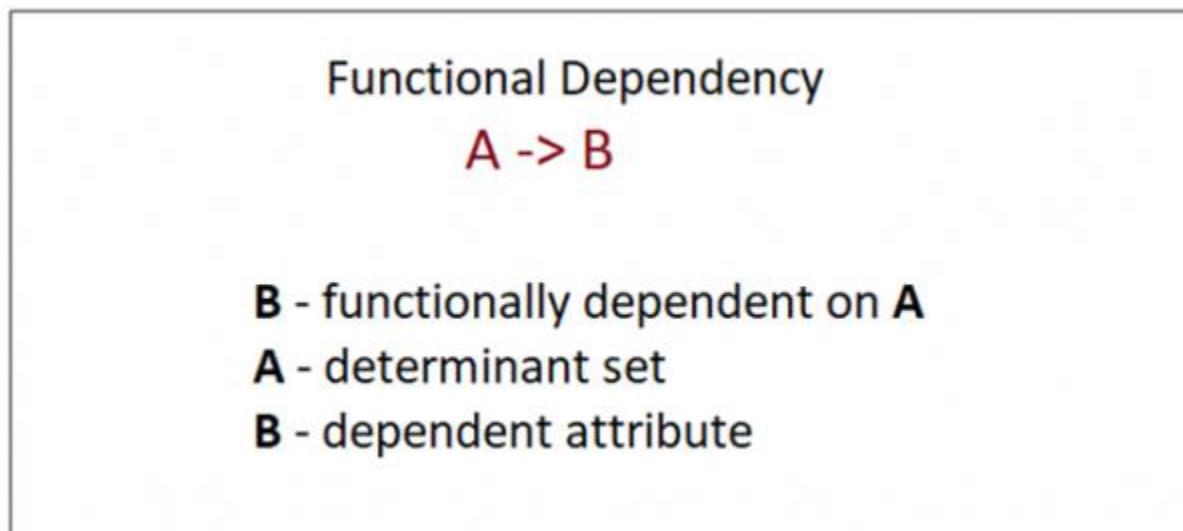 Functional Dependency
A -> B
B - functionally dependent on A
A - determinant set
B - dependent attribute